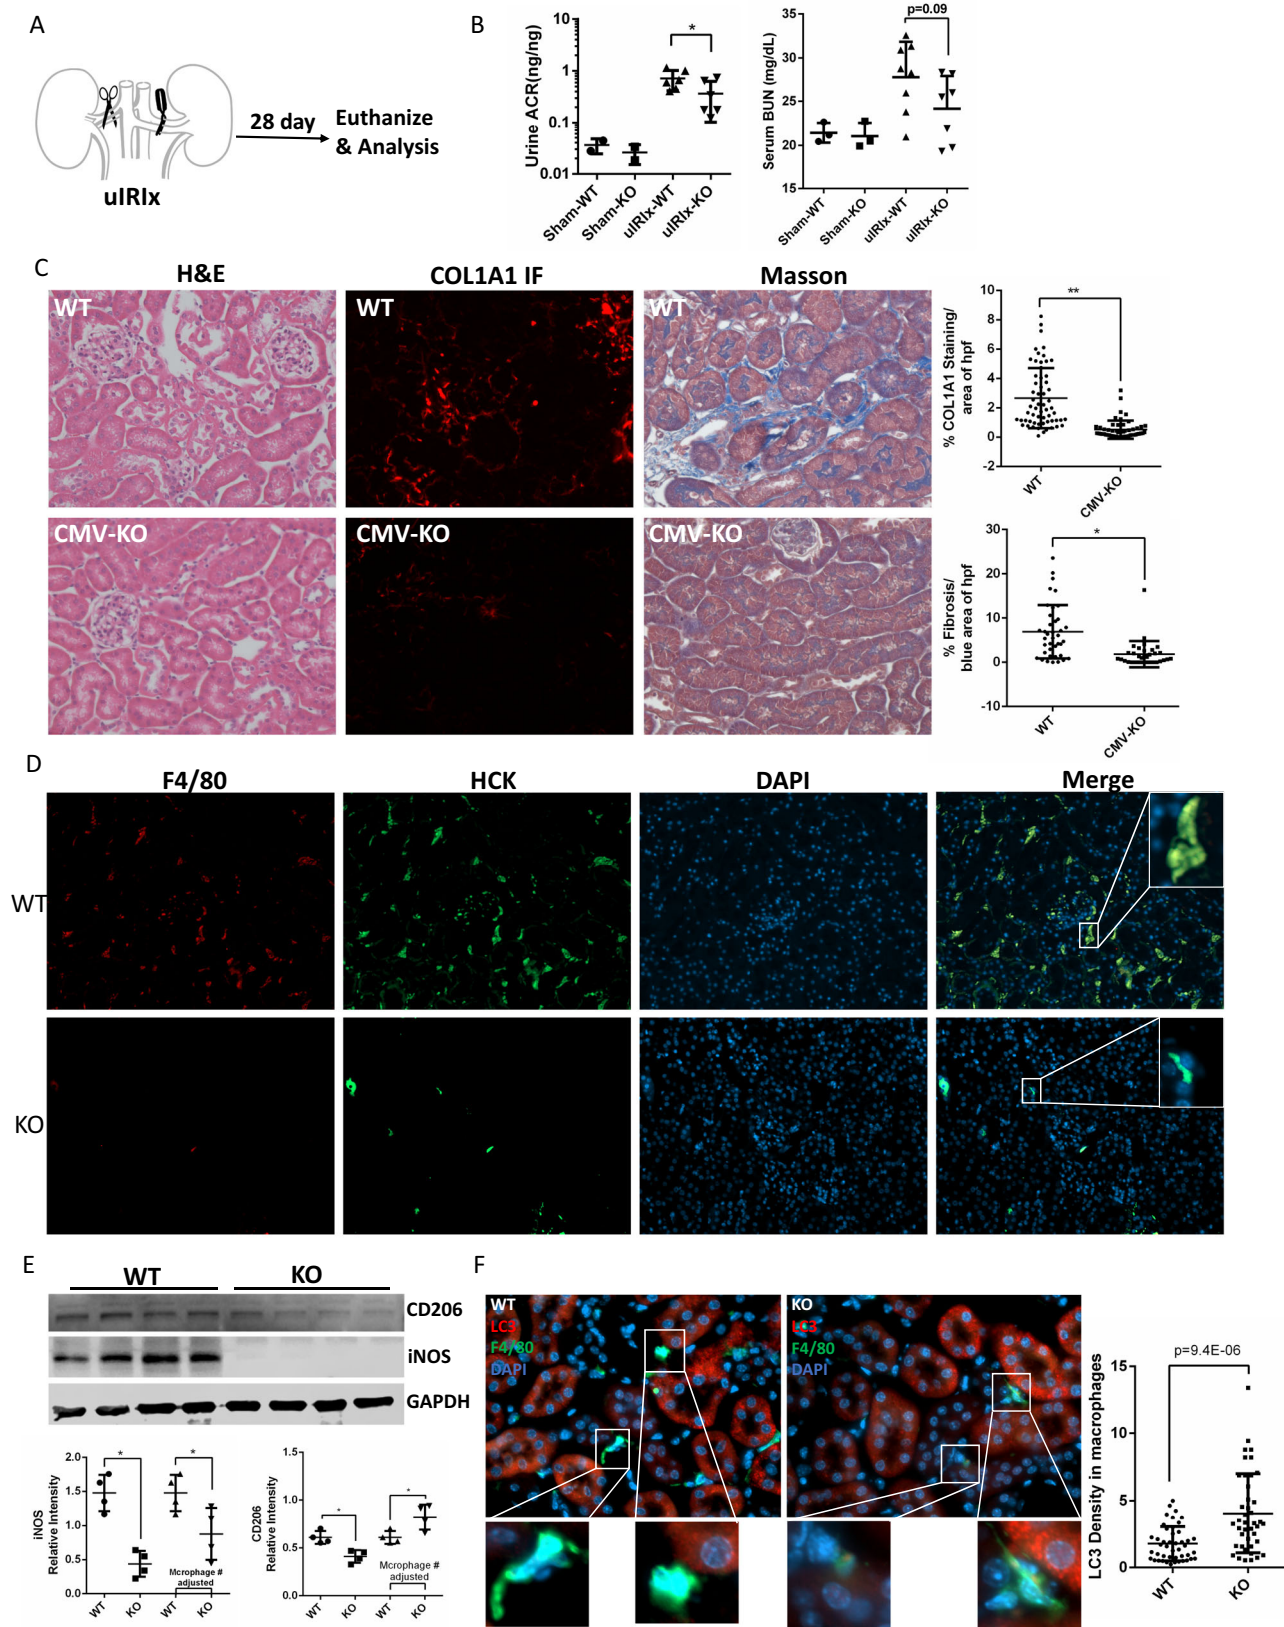 A
28 day
Euthanize
& Analysis
uIRIx
B
Urine ACR(ng/ng)
10
1
0.1
0.01
*
Sham-WT
Sham-KO
uIRIx-WT
uIRIx-KO
Serum BUN (mg/dL)
35
30
25
20
15
p=0.09
Sham-WT
Sham-KO
uIRIx-WT
uIRIx-KO
C
H&E
COL1A1 IF
Masson
WT
WT
WT
CMV-KO
CMV-KO
CMV-KO
% COL1A1 Staining/
area of hpf
10
8
6
4
2
0
-2
**
WT
CMV-KO
% Fibrosis/
blue area of hpf
30
20
10
0
-10
*
WT
CMV-KO
D
F4/80
HCK
DAPI
Merge
WT
KO
E
WT
KO
CD206
iNOS
GAPDH
iNOS
Relative Intensity
2.0
1.5
1.0
0.5
0.0
*
*
Mcrophage #
adjusted
WT
KO
WT
KO
CD206
Relative Intensity
1.5
1.0
0.5
0.0
*
*
Mcrophage #
adjusted
WT
KO
WT
KO
F
WT
LC3
F4/80
DAPI
KO
LC3
F4/80
DAPI
LC3 Density in macrophages
15
10
5
0
p=9.4E-06
WT
KO